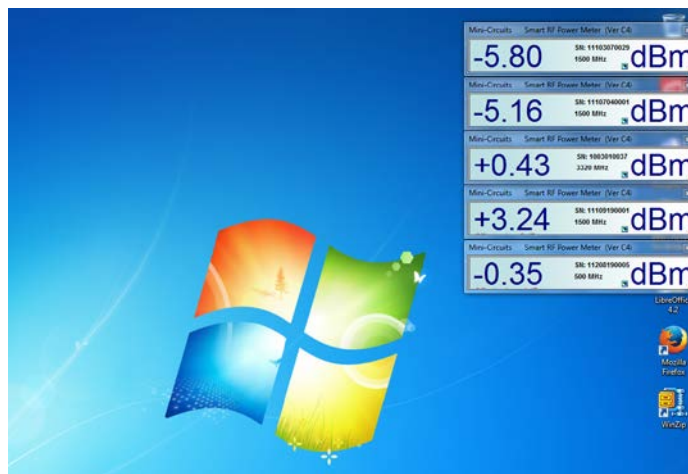 Mini-Circuits Smart RF Power Meter (Ver C4)
-5.80 SN: 11103070029 dBm
1500 MHz
Mini-Circuits Smart RF Power Meter (Ver C4)
-5.16 SN: 11107040001 dBm
1500 MHz
Mini-Circuits Smart RF Power Meter (Ver C4)
+0.43 dBm
3320 MHz
Mini-Circuits Smart RF Power Meter (Ver C4)
+3.24 SN: 11109190001 dBm
1500 MHz
Mini-Circuits Smart RF Power Meter (Ver C4)
-0.35 SN: 11208190005 dBm
500 MHz
LibreOffic
4.2
Mozilla
Firefox
WinZip